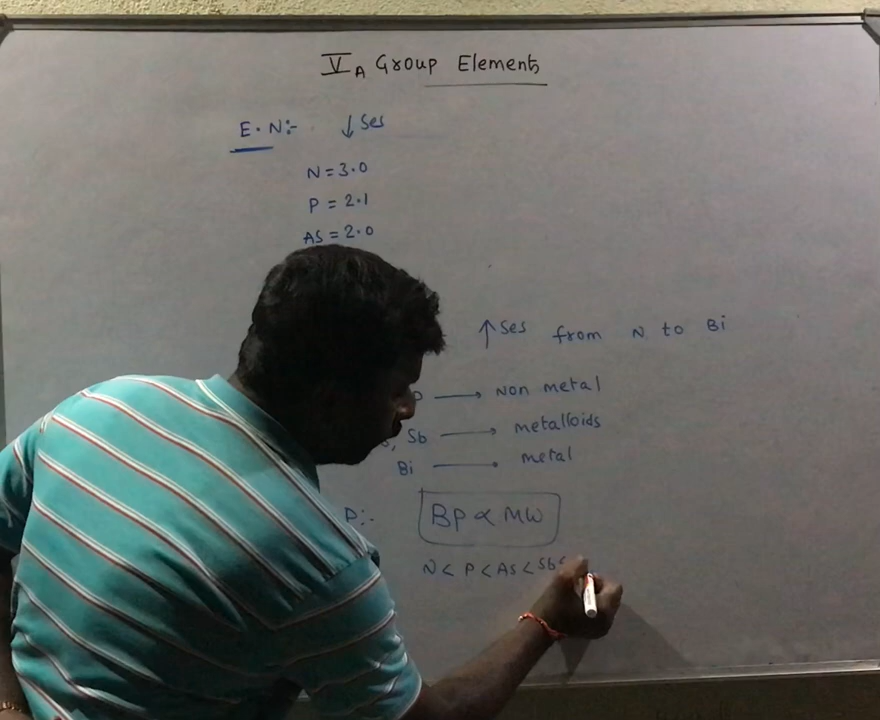 V A Group Elements
E.N:- ↓ses
N = 3.0
P = 2.1
AS = 2.0
↑ses from N to Bi
P → Non metal
, Sb → metalloids
Bi → metal
P:- BP ∝ MW
N < P < AS < Sb <